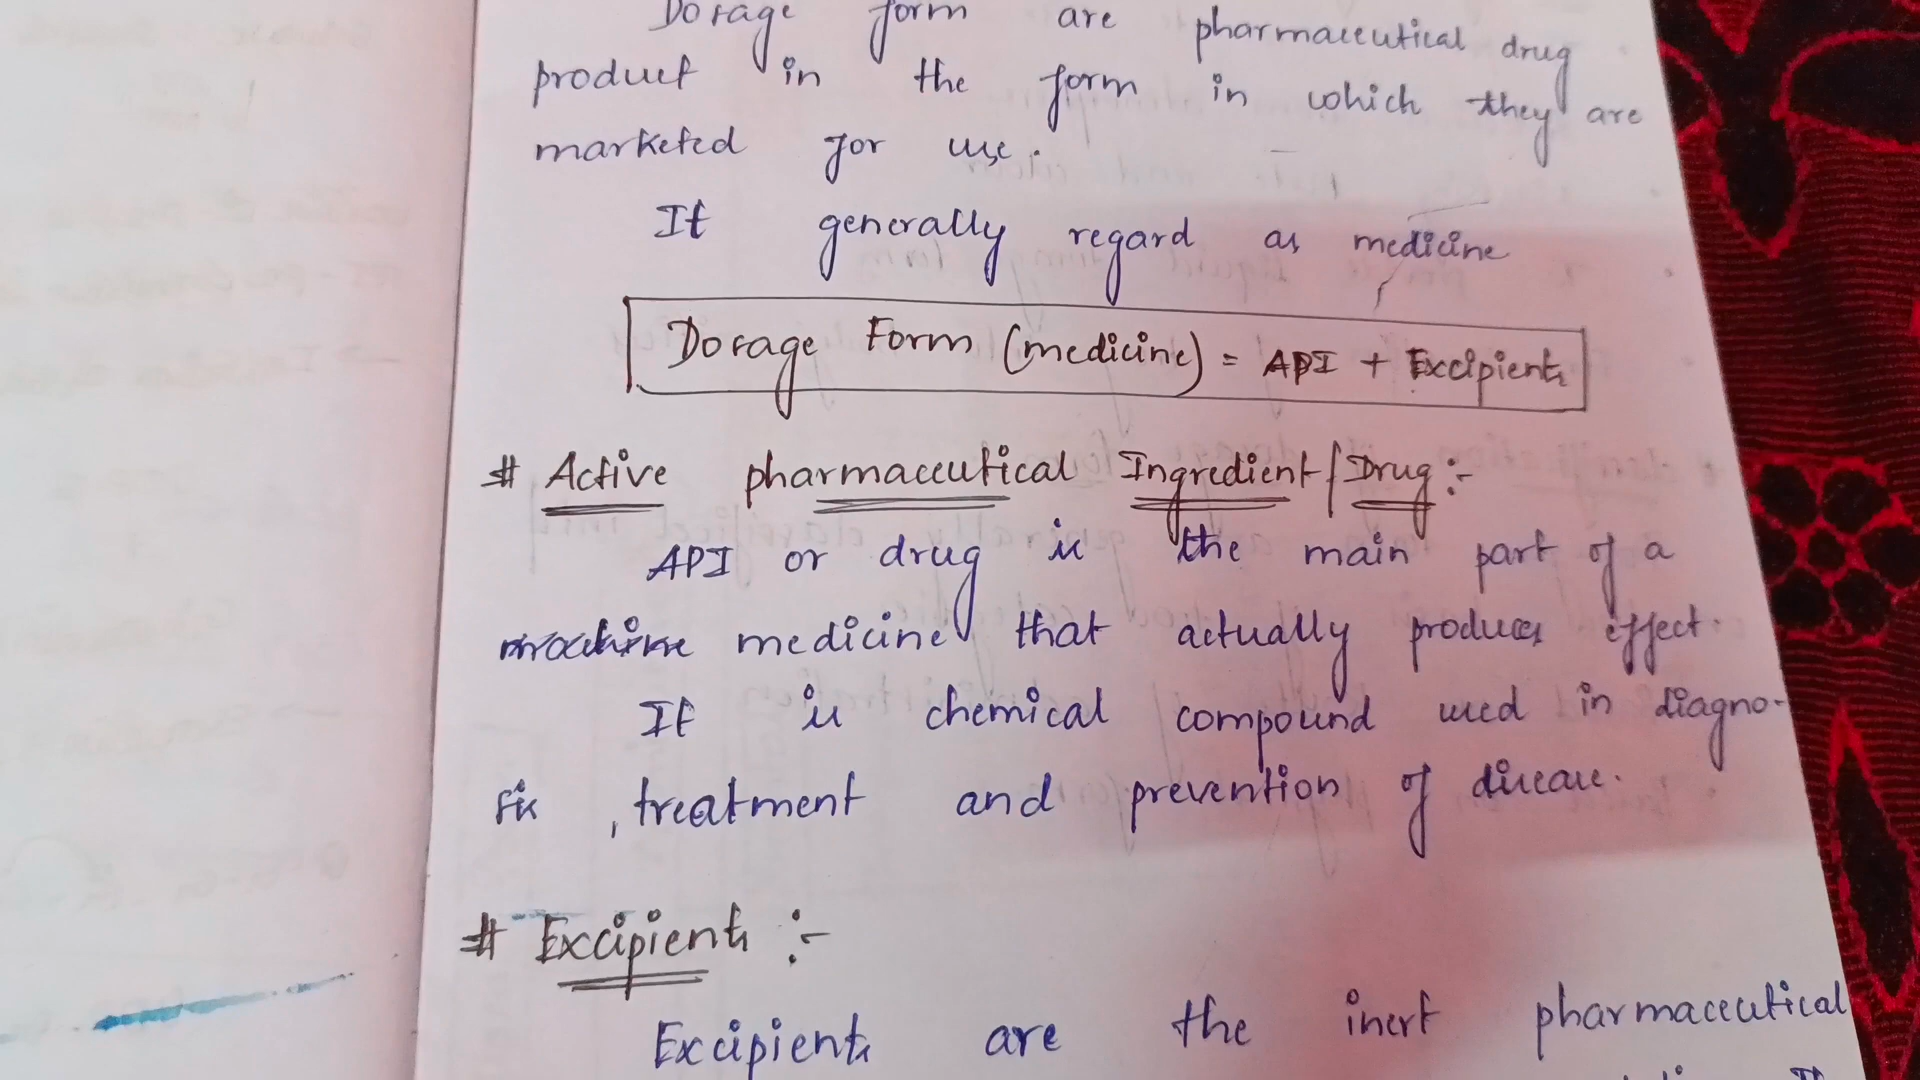 Dosage form are pharmaceutical drug
product in the form in which they are
marketed for use.
It generally regard as medicine
Dosage Form (medicine) = API + Excipients
# Active pharmaceutical Ingredient / Drug :-
API or drug is the main part of a
medicine that actually produces effect.
It is chemical compound used in diagno-
sis, treatment and prevention of disease.
# Excipients :-
Excipients are the inert pharmaceutical